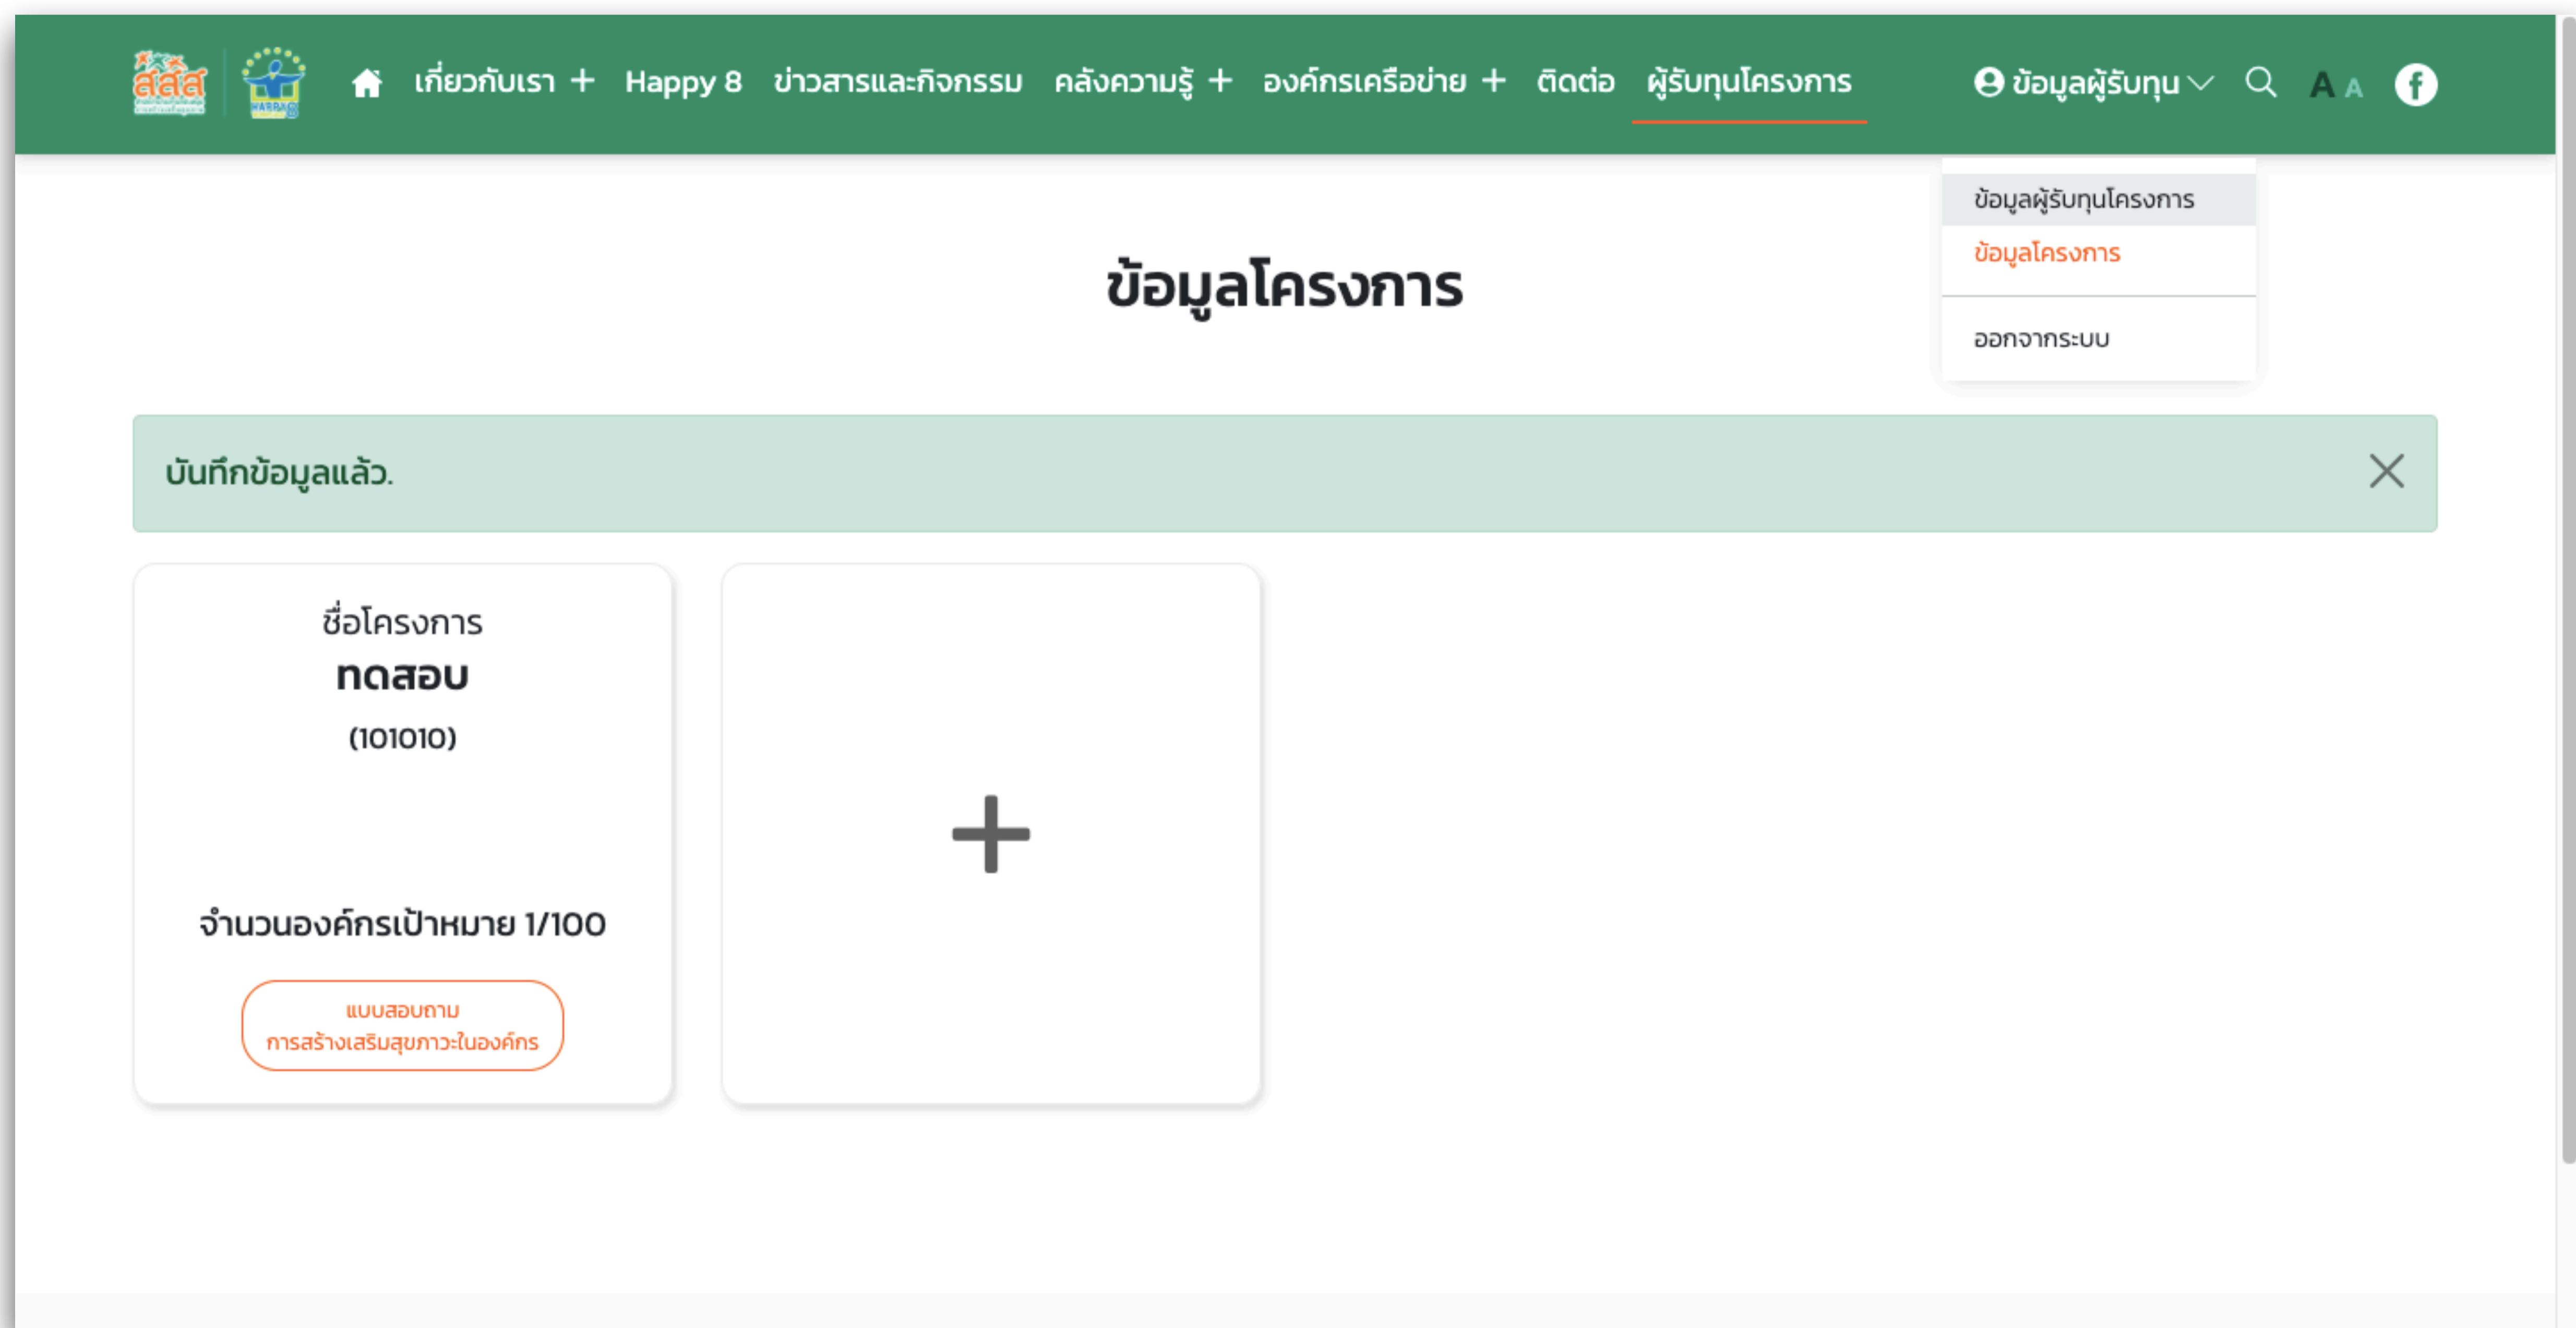 สสส
HAPPY 8
เกี่ยวกับเรา + Happy 8 ข่าวสารและกิจกรรม คลังความรู้ + องค์กรเครือข่าย + ติดต่อ ผู้รับทุนโครงการ ข้อมูลผู้รับทุน A A f
ข้อมูลผู้รับทุนโครงการ
ข้อมูลโครงการ
ออกจากระบบ
ข้อมูลโครงการ
บันทึกข้อมูลแล้ว.
ชื่อโครงการ
ทดสอบ
(101010)
จำนวนองค์กรเป้าหมาย 1/100
แบบสอบถาม
การสร้างเสริมสุขภาวะในองค์กร